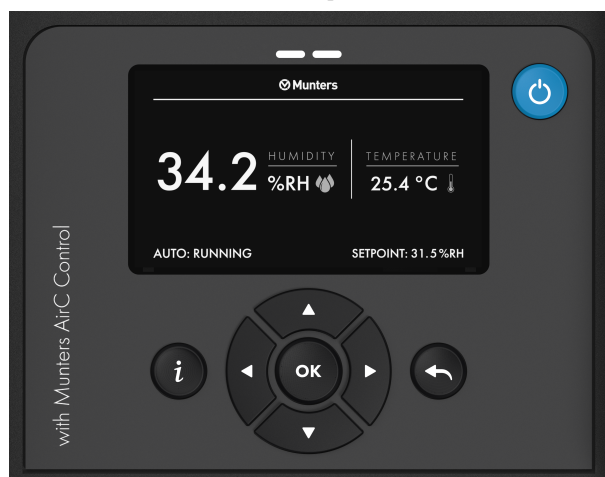 Munters
34.2
HUMIDITY
%RH
TEMPERATURE
25.4 °C
AUTO: RUNNING
SETPOINT: 31.5%RH
with Munters AirC Control
i
OK